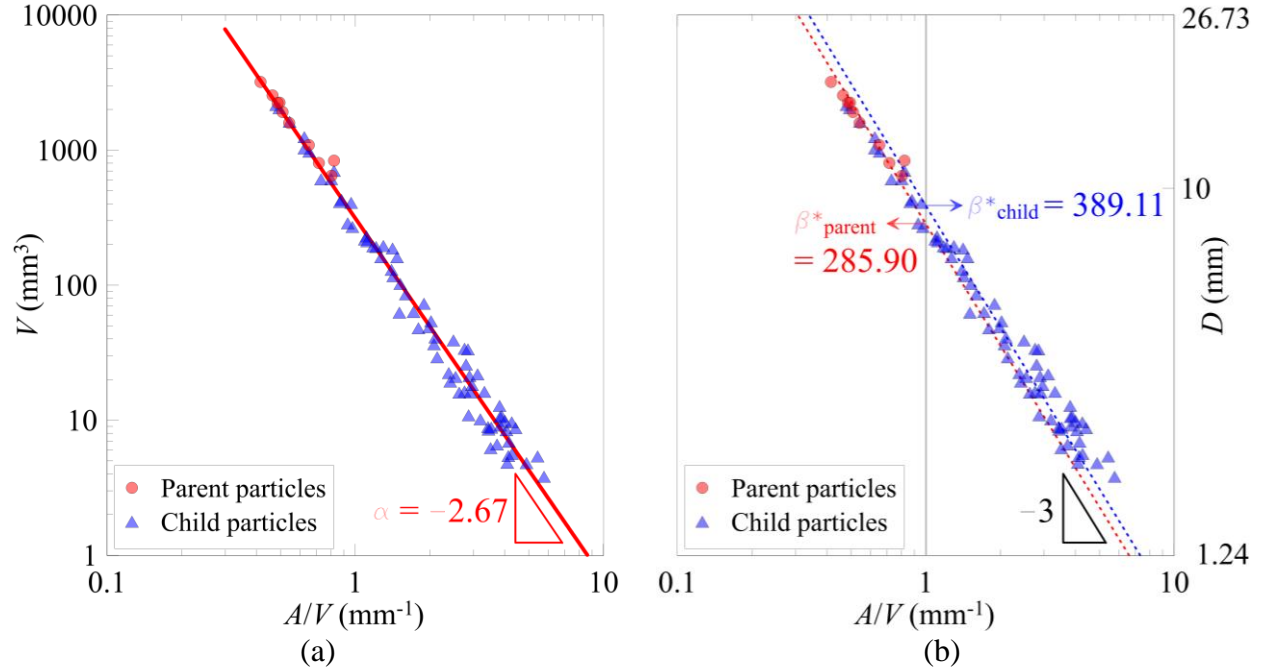 10000
1000
100
10
1
V (mm³)
Parent particles
Child particles
α = −2.67
0.1
1
10
A/V (mm⁻¹)
(a)
26.73
10
1.24
D (mm)
β*child = 389.11
β*parent
= 285.90
Parent particles
Child particles
−3
0.1
1
10
A/V (mm⁻¹)
(b)